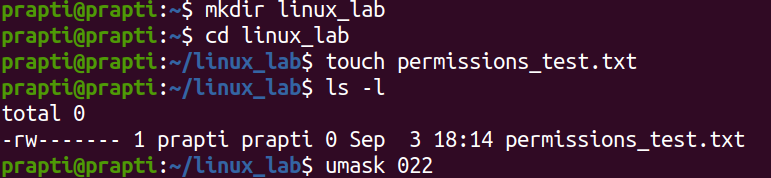 prapti@prapti:~$ mkdir linux_lab
prapti@prapti:~$ cd linux_lab
prapti@prapti:~/linux_lab$ touch permissions_test.txt
prapti@prapti:~/linux_lab$ ls -l
total 0
-rw------- 1 prapti prapti 0 Sep  3 18:14 permissions_test.txt
prapti@prapti:~/linux_lab$ umask 022